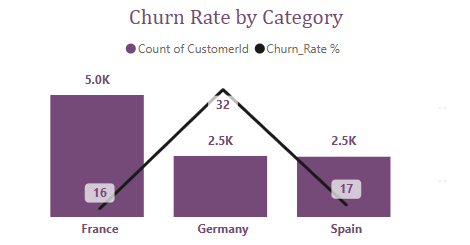 Churn Rate by Category
Count of CustomerId Churn_Rate %
5.0K
32
2.5K 2.5K
16 17
France Germany Spain